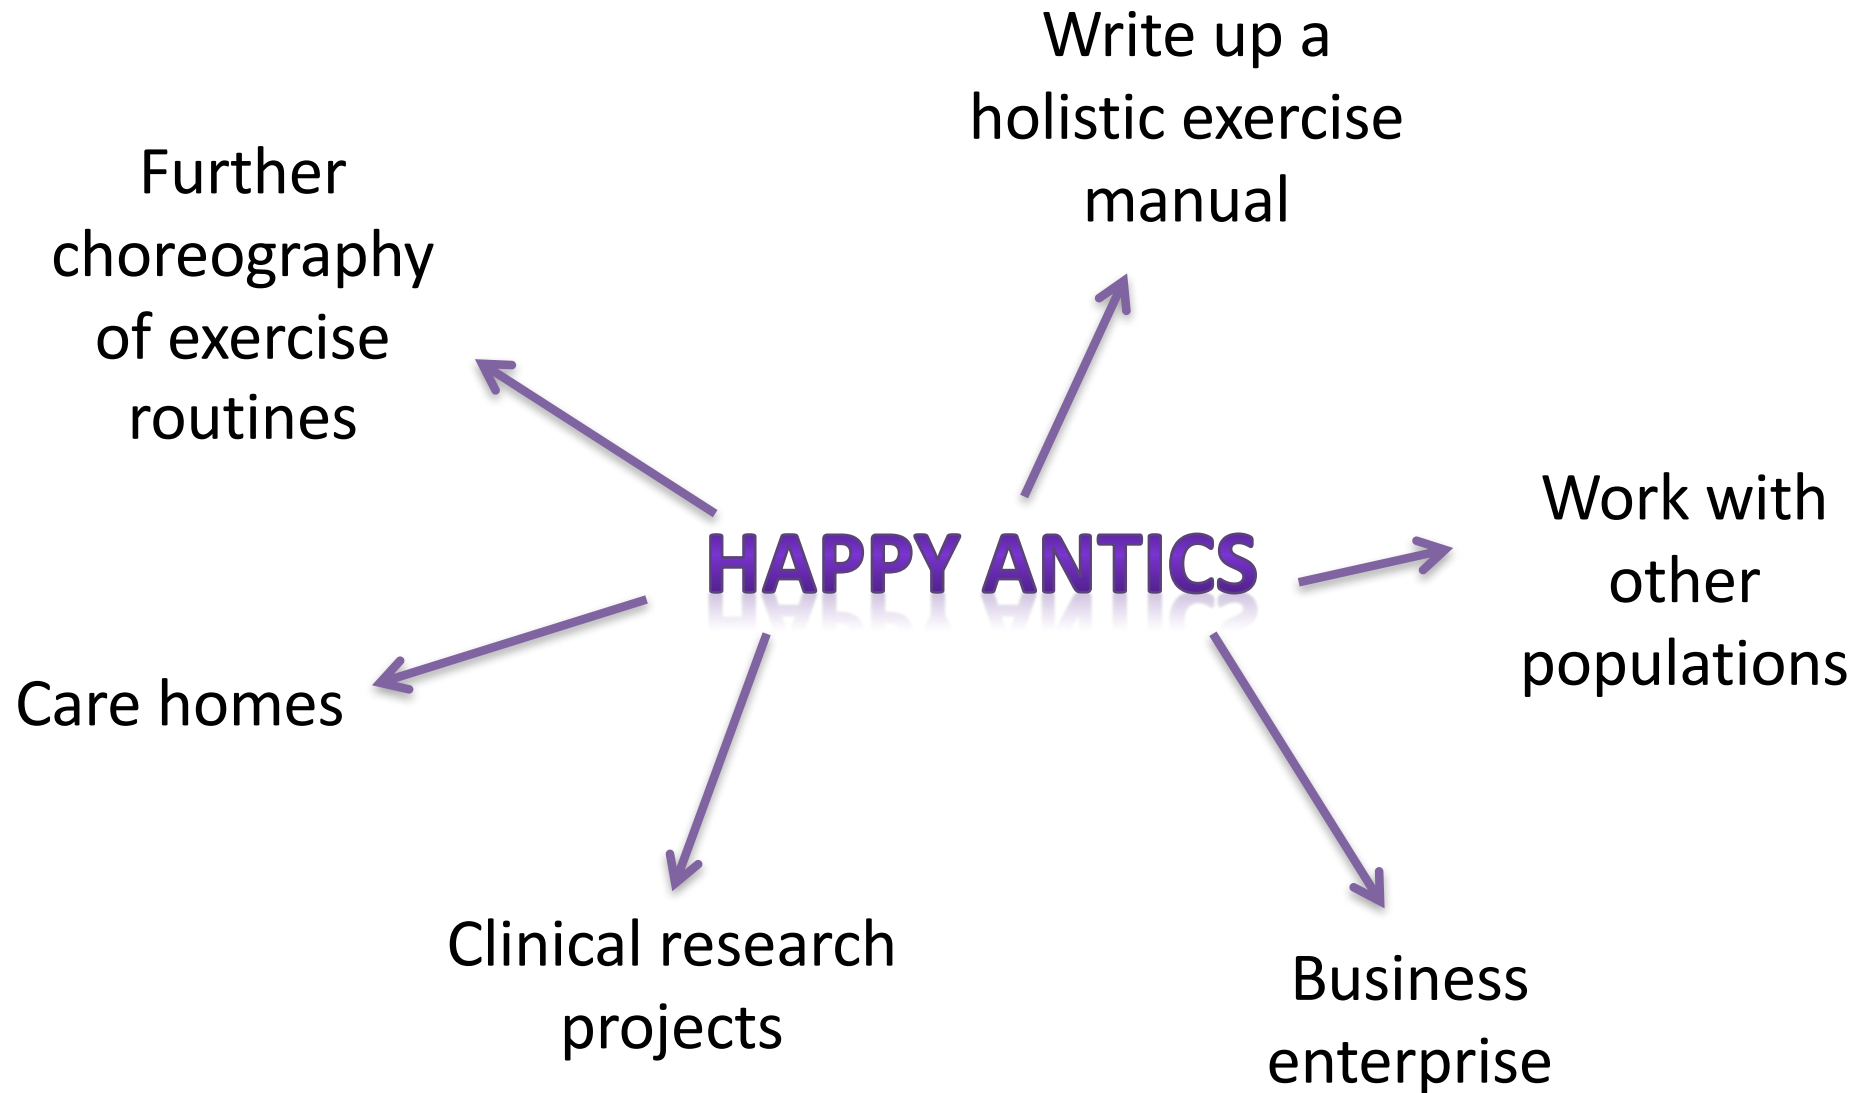 Write up a
holistic exercise
manual
Further
choreography
of exercise
routines
HAPPY ANTICS
Work with
other
populations
Care homes
Clinical research
projects
Business
enterprise